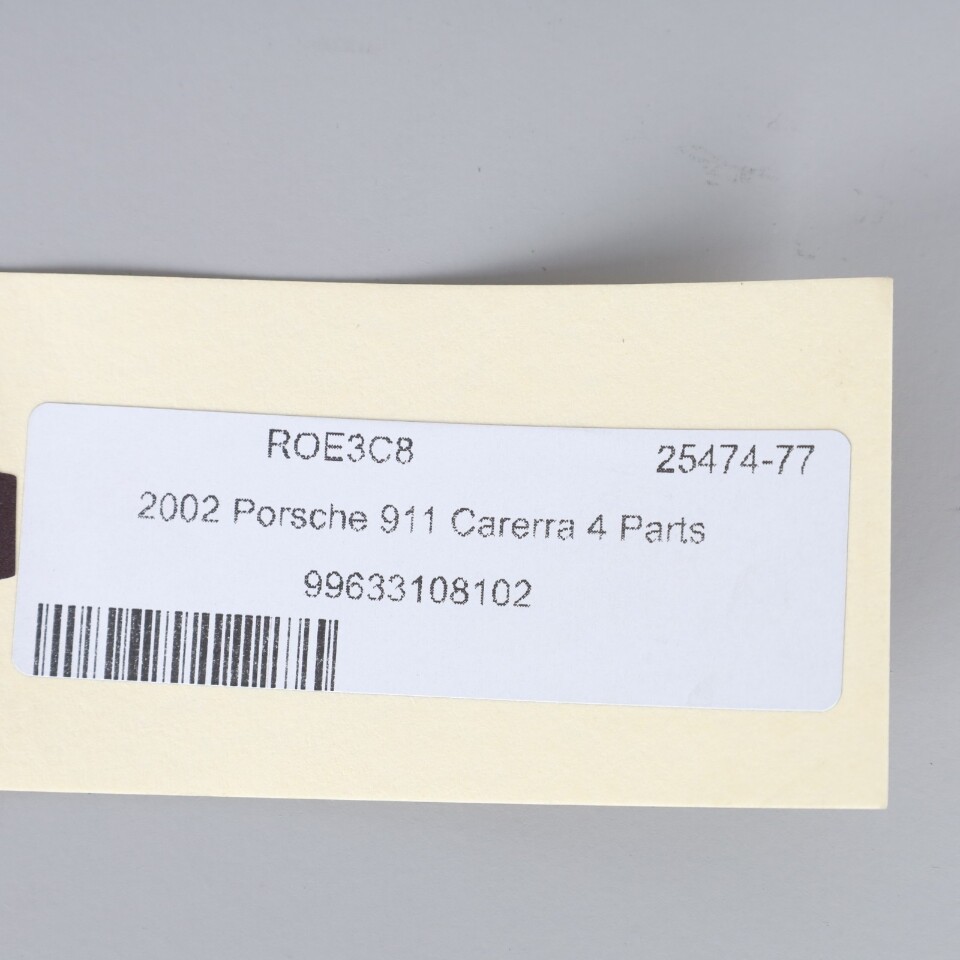 ROE3C8 25474-77
2002 Porsche 911 Carerra 4 Parts
99633108102